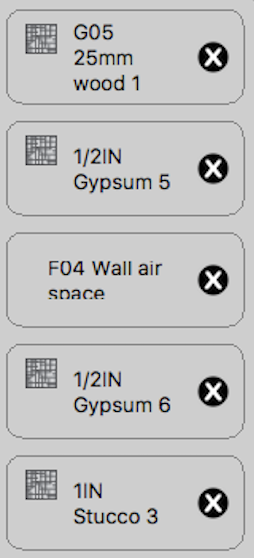 G05
25mm
wood 1
1/2IN
Gypsum 5
F04 Wall air
space
1/2IN
Gypsum 6
1IN
Stucco 3